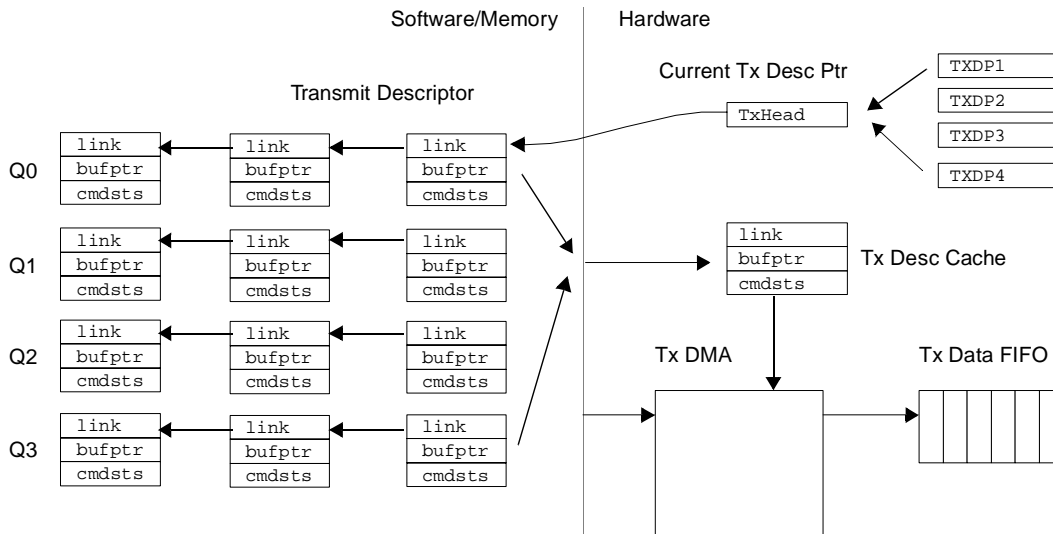 Software/Memory Hardware
Current Tx Desc Ptr
TXDP1
TXDP2
TXDP3
TXDP4
TxHead
Transmit Descriptor
Q0
link link link
bufptr bufptr bufptr
cmdsts cmdsts cmdsts
Q1
link link link
bufptr bufptr bufptr
cmdsts cmdsts cmdsts
Q2
link link link
bufptr bufptr bufptr
cmdsts cmdsts cmdsts
Q3
link link link
bufptr bufptr bufptr
cmdsts cmdsts cmdsts
link
bufptr
cmdsts
Tx Desc Cache
Tx DMA
Tx Data FIFO